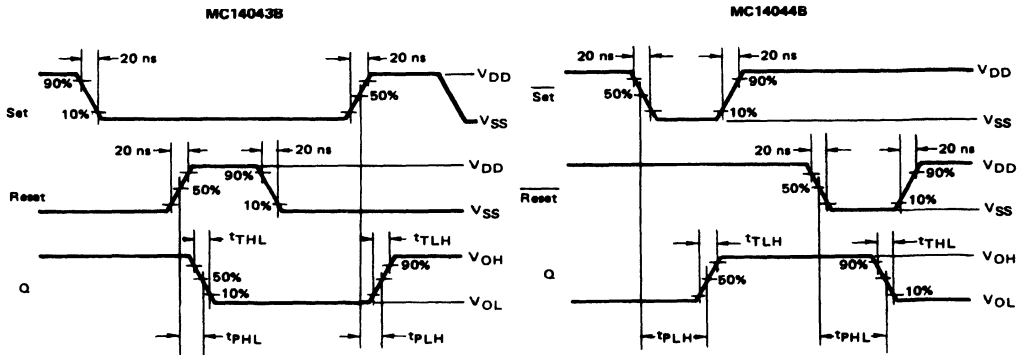 MC14043B
20 ns
20 ns
90%
10%
50%
10%
VDD
VSS
Set
20 ns
20 ns
50%
90%
10%
VDD
VSS
Reset
tTHL
tTLH
50%
10%
90%
VOH
VOL
Q
tPHL
tPLH
MC14044B
20 ns
20 ns
50%
90%
10%
VDD
VSS
Set
20 ns
20 ns
50%
90%
10%
VDD
VSS
Reset
tTLH
tTHL
50%
90%
10%
VOH
VOL
Q
tPLH
tPHL